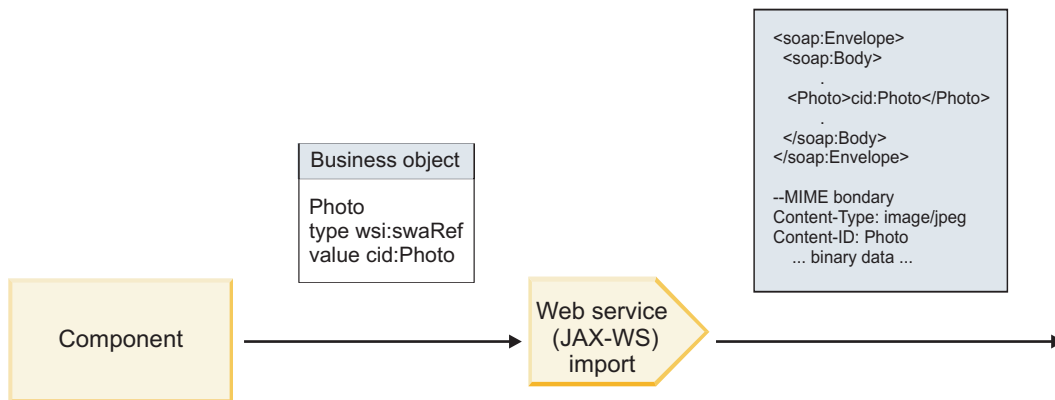 <soap:Envelope>
<soap:Body>
.
<Photo>cid:Photo</Photo>
.
</soap:Body>
</soap:Envelope>
--MIME bondary
Content-Type: image/jpeg
Content-ID: Photo
... binary data ...
Business object
Photo
type wsi:swaRef
value cid:Photo
Component
Web service
(JAX-WS)
import